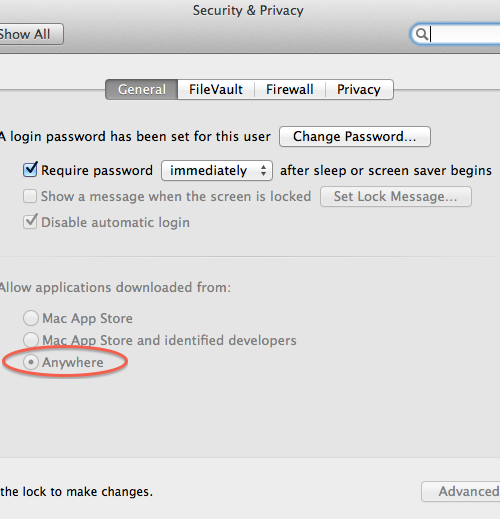 Security & Privacy
Show All
General FileVault Firewall Privacy
A login password has been set for this user Change Password...
Require password immediately after sleep or screen saver begins
Show a message when the screen is locked Set Lock Message...
Disable automatic login
Allow applications downloaded from:
Mac App Store
Mac App Store and identified developers
Anywhere
the lock to make changes. Advanced